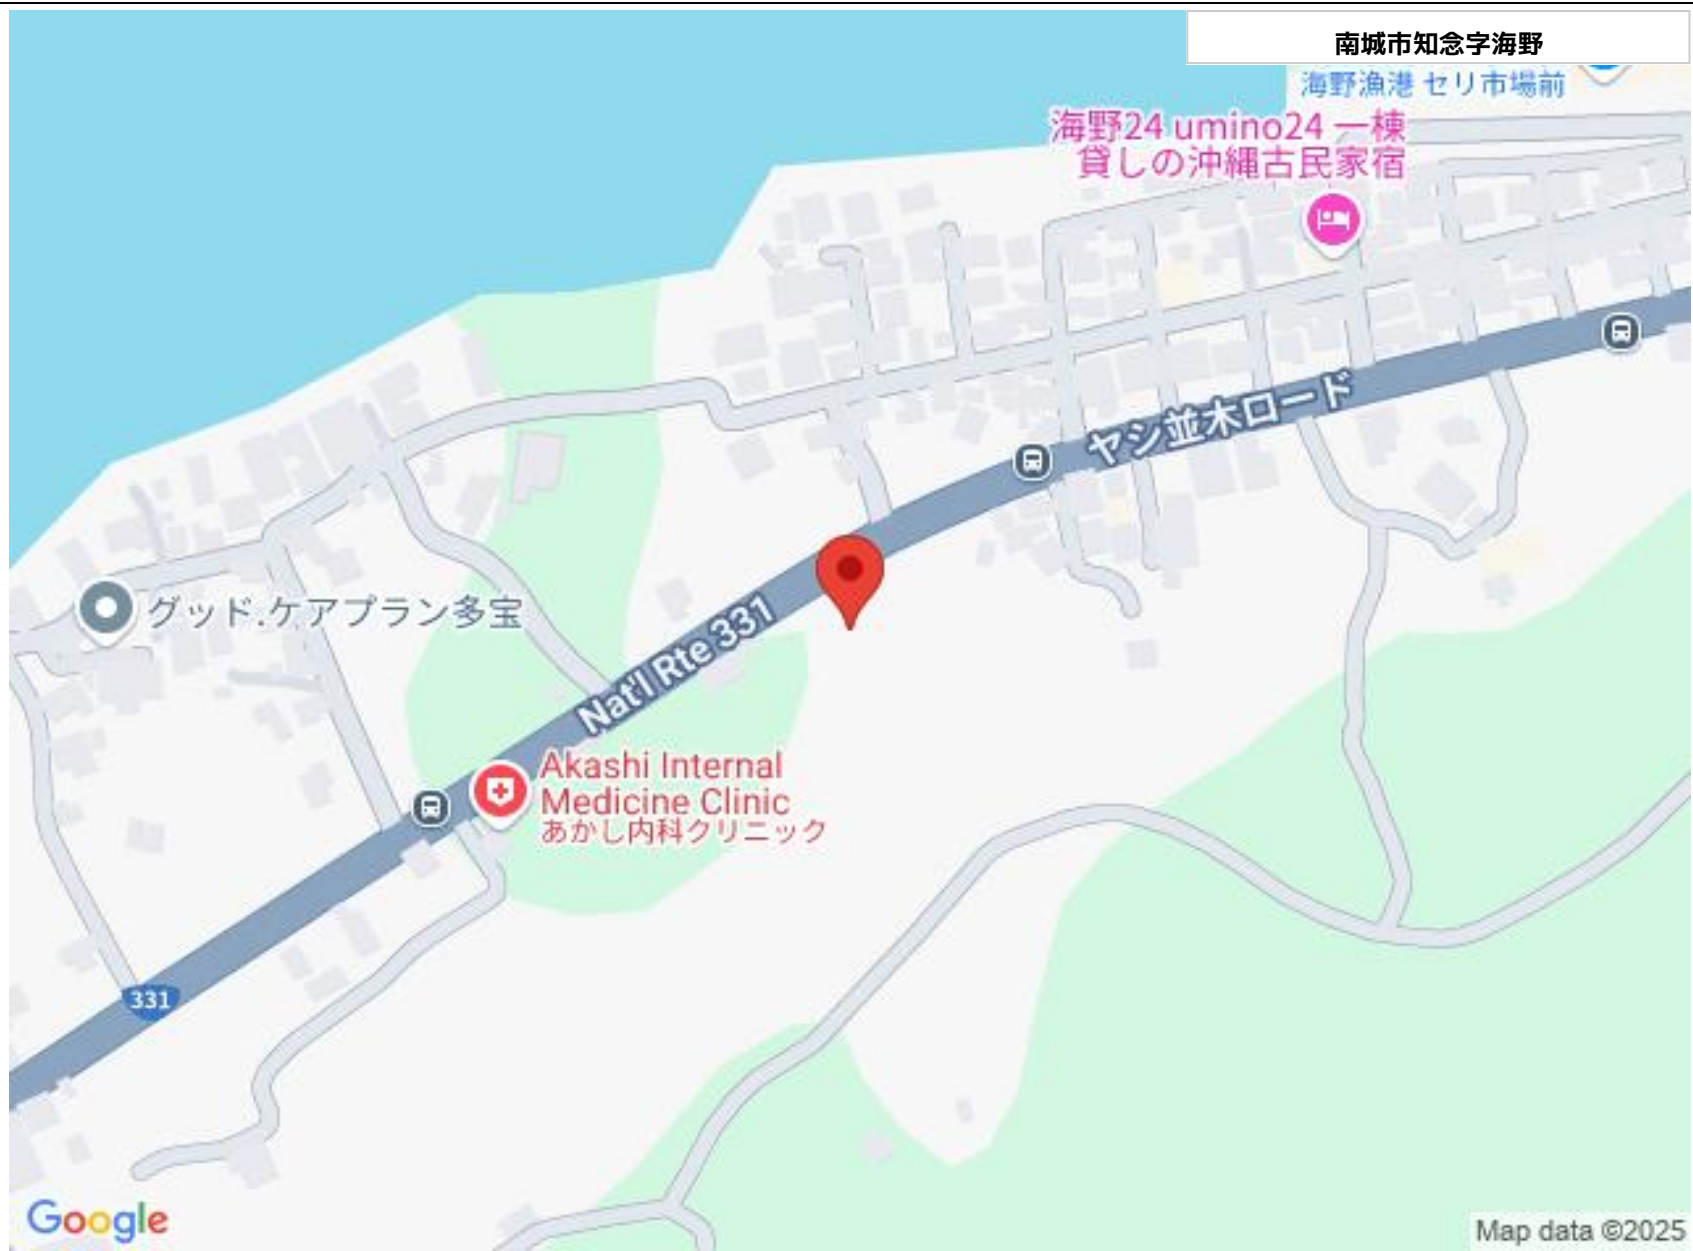 南城市知念字海野
海野漁港 セリ市場前
海野24 umino24 一棟
貸しの沖縄古民家宿
ヤシ並木ロード
グッド.ケアプラン多宝
Nat'l Rte 331
Akashi Internal
Medicine Clinic
あかし内科クリニック
331
Google
Map data ©2025